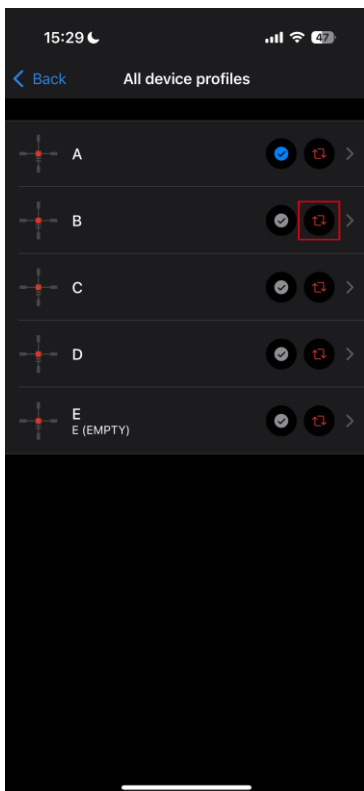 15:29
47
Back
All device profiles
A
B
C
D
E
E (EMPTY)